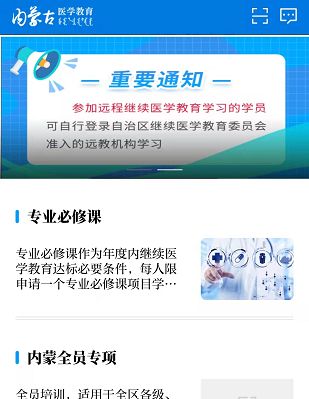 内蒙古 医学教育
— 重要通知 —
参加远程继续医学教育学习的学员
可自行登录自治区继续医学教育委员会
准入的远教机构学习
专业必修课
专业必修课作为年度内继续医
学教育达标必要条件，每人限
申请一个专业必修课项目学…
内蒙全员专项
全员培训，适用于全区各级、